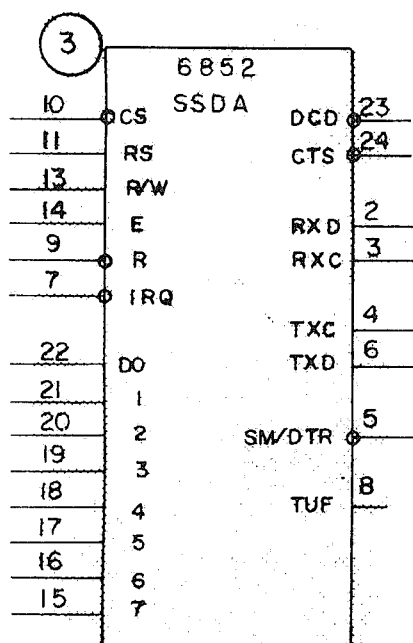 3
6852
SSDA
10 CS DCD 23
11 RS CTS 24
13 R/W
14 E RXD 2
9 R RXC 3
7 IRQ
TXC 4
22 D0 TXD 6
21 1
20 2 SM/DTR 5
19 3
18 4 TUF 8
17 5
16 6
15 7